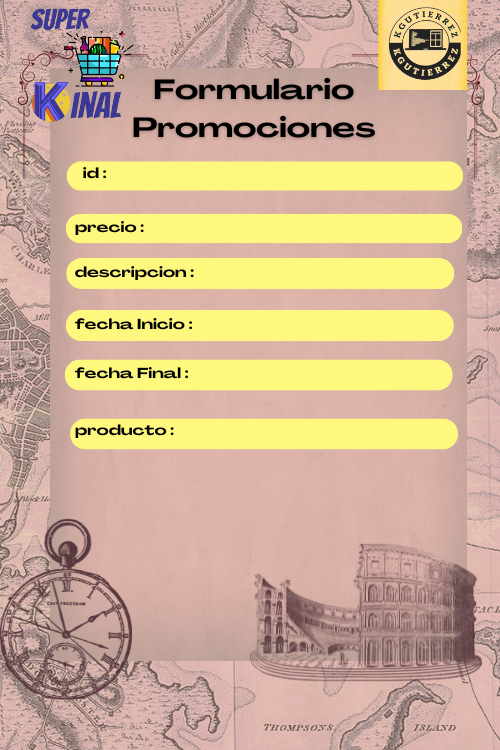 SUPER
KINAL
KGUTIERREZ
KGUTIERREZ
Formulario
Promociones
id :
precio :
descripcion :
fecha Inicio :
fecha Final :
producto :
THOMPSONS ISLAND